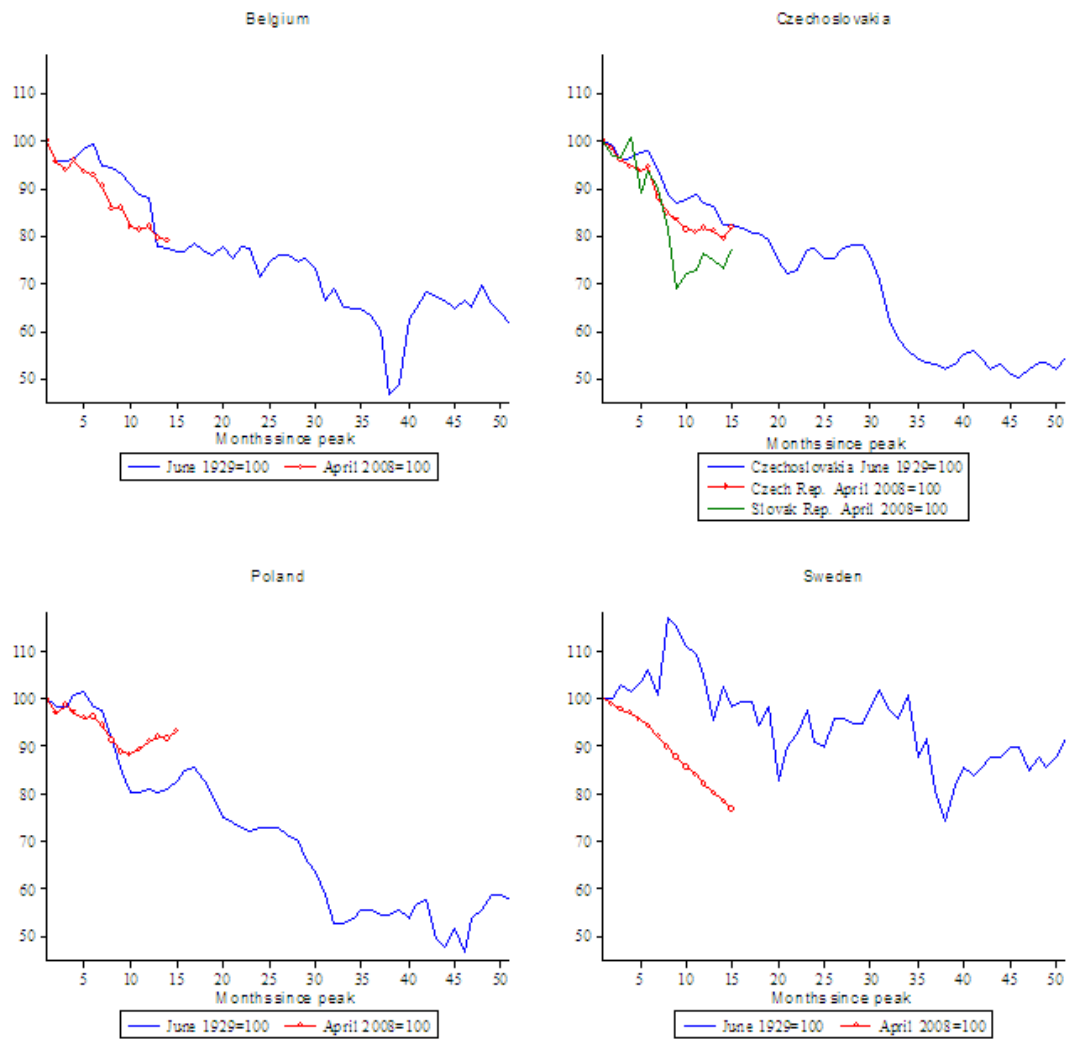 Belgium
110
100
90
80
70
60
50
5 10 15 20 25 30 35 40 45 50
Months since peak
June 1929=100 April 2008=100
Czechoslovakia
110
100
90
80
70
60
50
5 10 15 20 25 30 35 40 45 50
Months since peak
Czechoslovakia June 1929=100
Czech Rep. April 2008=100
Slovak Rep. April 2008=100
Poland
110
100
90
80
70
60
50
5 10 15 20 25 30 35 40 45 50
Months since peak
June 1929=100 April 2008=100
Sweden
110
100
90
80
70
60
50
5 10 15 20 25 30 35 40 45 50
Months since peak
June 1929=100 April 2008=100